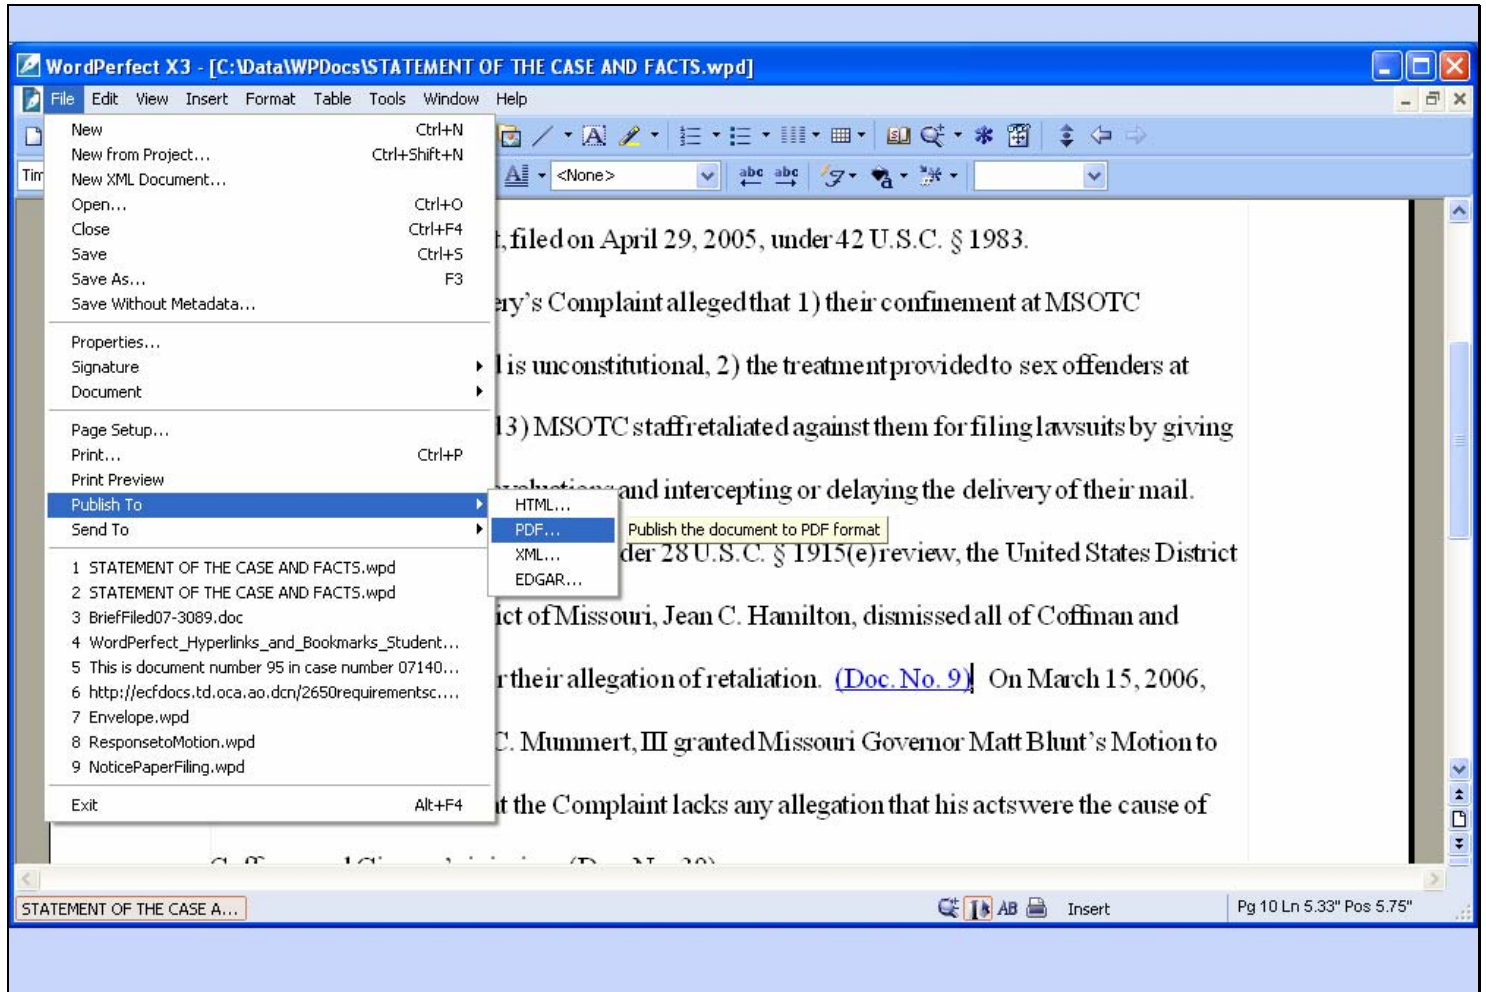 WordPerfect X3 - [C:\Data\WPDocs\STATEMENT OF THE CASE AND FACTS.wpd]
File Edit View Insert Format Table Tools Window Help
New Ctrl+N
New from Project... Ctrl+Shift+N
New XML Document...
Open... Ctrl+O
Close Ctrl+F4
Save Ctrl+S
Save As... F3
Save Without Metadata...
Properties...
Signature
Document
Page Setup...
Print... Ctrl+P
Print Preview
Publish To
Send To
1 STATEMENT OF THE CASE AND FACTS.wpd
2 STATEMENT OF THE CASE AND FACTS.wpd
3 BriefFiled07-3089.doc
4 WordPerfect_Hyperlinks_and_Bookmarks_Student...
5 This is document number 95 in case number 07140...
6 http://ecfdocs.td.oca.ao.dcn/2650requirementsc....
7 Envelope.wpd
8 ResponsetoMotion.wpd
9 NoticePaperFiling.wpd
Exit Alt+F4
HTML...
PDF...
XML...
EDGAR...
Publish the document to PDF format
Tim
<None>
abc abc
t, filed on April 29, 2005, under 42 U.S.C. § 1983.
ery's Complaint alleged that 1) their confinement at MSOTC
is unconstitutional, 2) the treatment provided to sex offenders at
3) MSOTC staff retaliated against them for filing lawsuits by giving
and intercepting or delaying the delivery of their mail.
der 28 U.S.C. § 1915(e) review, the United States District
ict of Missouri, Jean C. Hamilton, dismissed all of Coffman and
r their allegation of retaliation. (Doc. No. 9) On March 15, 2006,
C. Mummert, III granted Missouri Governor Matt Blunt's Motion to
t the Complaint lacks any allegation that his acts were the cause of
STATEMENT OF THE CASE A...
AB
Insert
Pg 10 Ln 5.33" Pos 5.75"